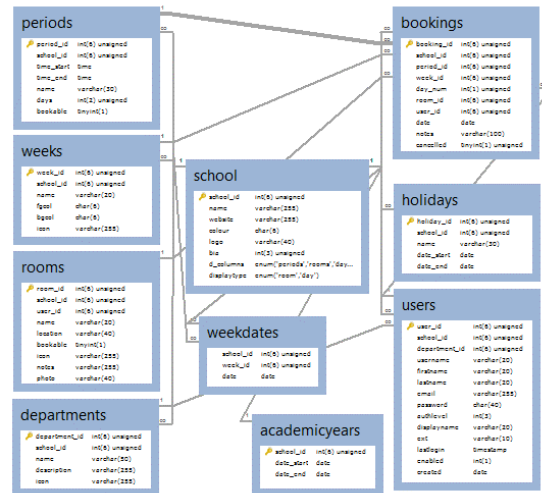 periods
period_id int(6) unsigned
school_id int(6) unsigned
time_start time
time_end time
name varchar(30)
days int(2) unsigned
bookable tinyint(1)
bookings
booking_id int(6) unsigned
school_id int(6) unsigned
period_id int(6) unsigned
week_id int(6) unsigned
day_num int(1) unsigned
room_id int(6) unsigned
user_id int(6) unsigned
date date
notes varchar(100)
cancelled tinyint(1) unsigned
weeks
week_id int(6) unsigned
school_id int(6) unsigned
name varchar(20)
fgcol char(6)
bgcol char(6)
icon varchar(255)
school
school_id int(6) unsigned
name varchar(255)
website varchar(255)
colour char(6)
logo varchar(40)
bia int(3) unsigned
d_columns enum('periods','rooms','day...
displaytype enum('room','day')
holidays
holiday_id int(6) unsigned
school_id int(6) unsigned
name varchar(30)
date_start date
date_end date
rooms
room_id int(6) unsigned
school_id int(6) unsigned
user_id int(6) unsigned
name varchar(20)
location varchar(40)
bookable tinyint(1)
icon varchar(255)
notes varchar(255)
photo varchar(40)
users
user_id int(6) unsigned
school_id int(6) unsigned
department_id int(6) unsigned
username varchar(20)
firstname varchar(20)
lastname varchar(20)
email varchar(255)
password char(40)
authlevel int(3)
displayname varchar(20)
ext varchar(10)
lastlogin timestamp
enabled int(1)
created date
weekdates
school_id int(6) unsigned
week_id int(6) unsigned
date date
departments
department_id int(6) unsigned
school_id int(6) unsigned
name varchar(50)
description varchar(255)
icon varchar(255)
academicyears
school_id int(6) unsigned
date_start date
date_end date